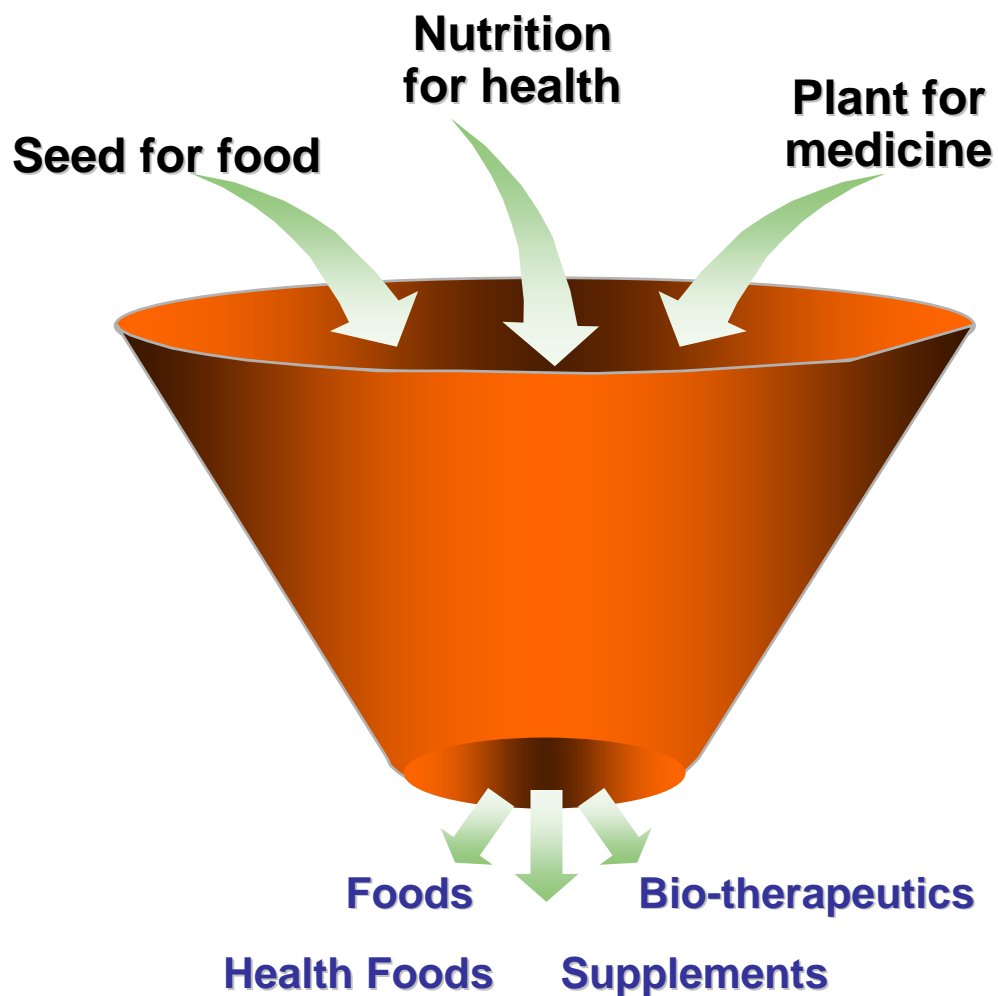 Nutrition
for health
Plant for
medicine
Seed for food
Foods
Bio-therapeutics
Health Foods
Supplements